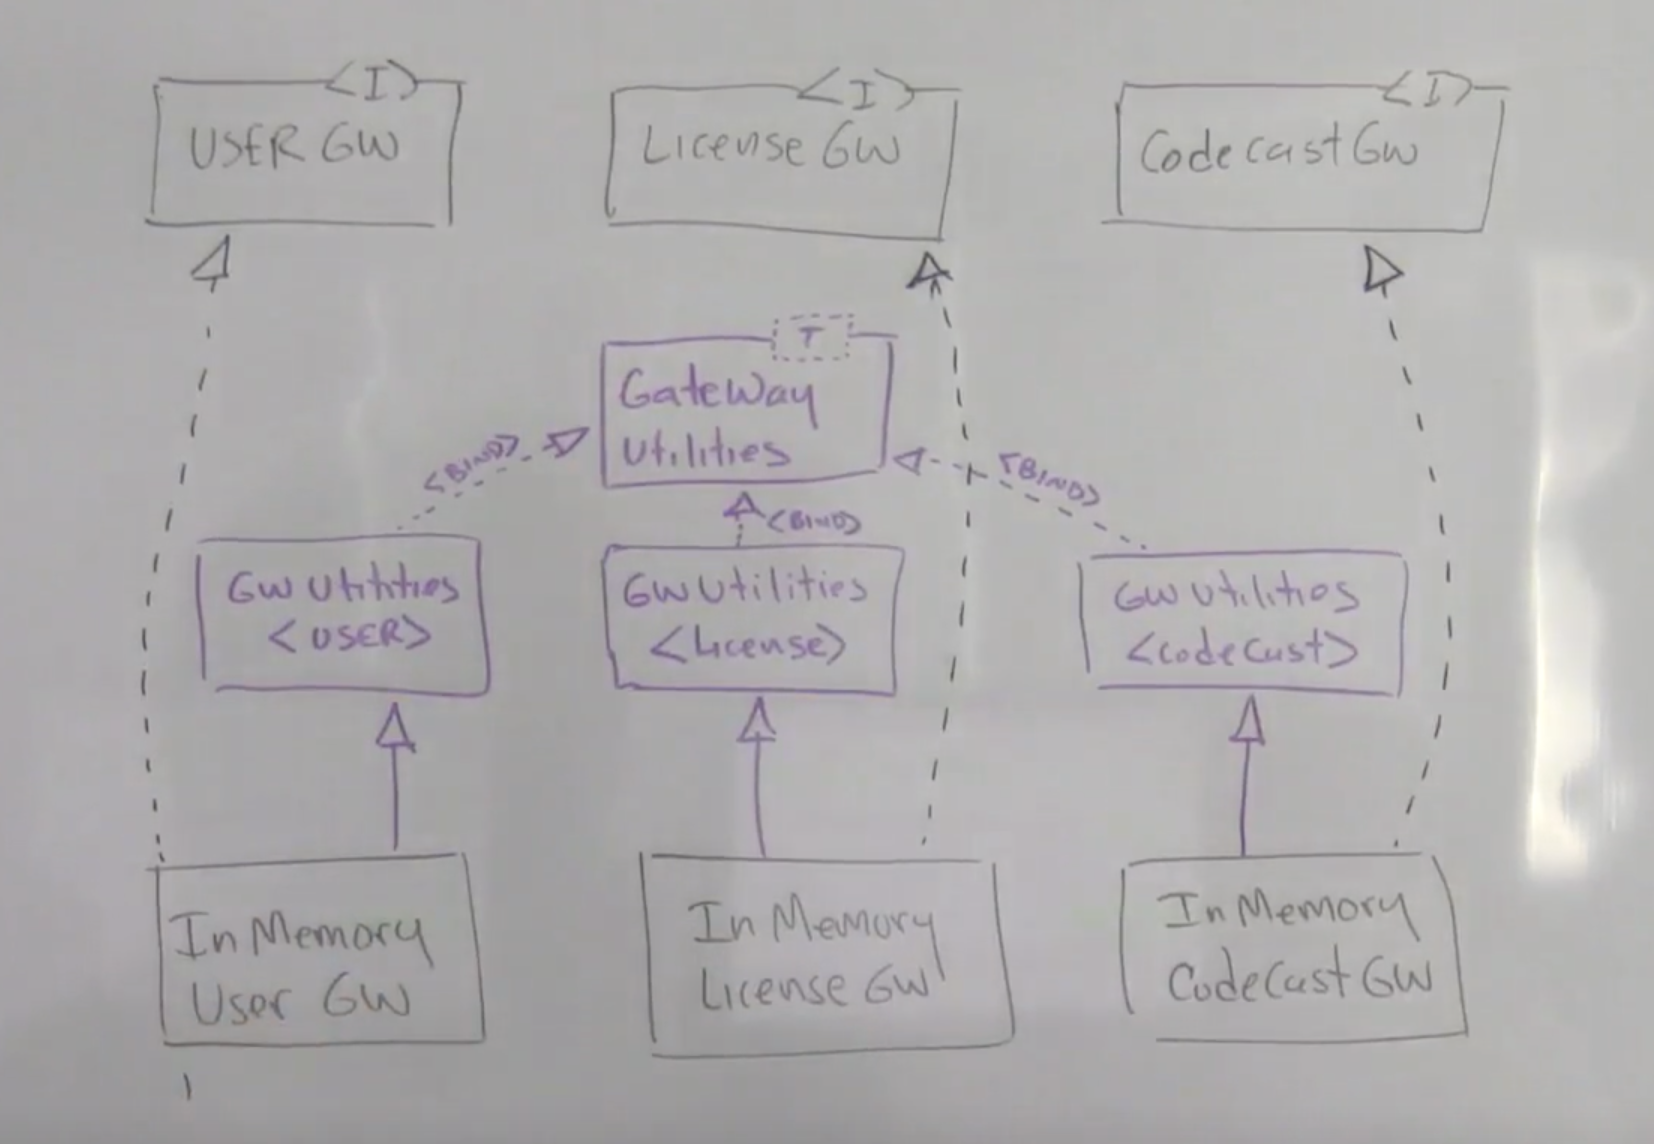 <I>
USER GW
<I>
License GW
<I>
Codecast GW
T
GateWay
Utilities
<BIND>
<BIND>
<BIND>
GW Utilities
<USER>
GW Utilities
<License>
GW Utilities
<codeCast>
In Memory
User GW
In Memory
License GW
In Memory
CodeCast GW